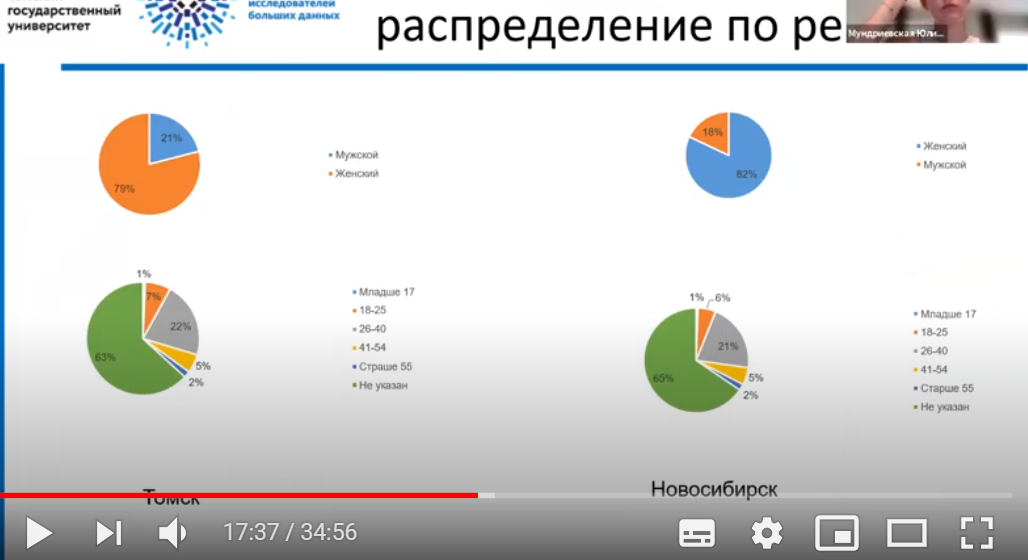 государственный
университет
исследователей
больших данных
распределение по ре
Мундриевская Юли...
21%
79%
Мужской
Женский
18%
82%
Женский
Мужской
1%
7%
22%
63%
5%
2%
Младше 17
18-25
26-40
41-54
Страше 55
Не указан
1%
6%
21%
65%
5%
2%
Младше 17
18-25
26-40
41-54
Старше 55
Не указан
Томск
Новосибирск
17:37 / 34:56